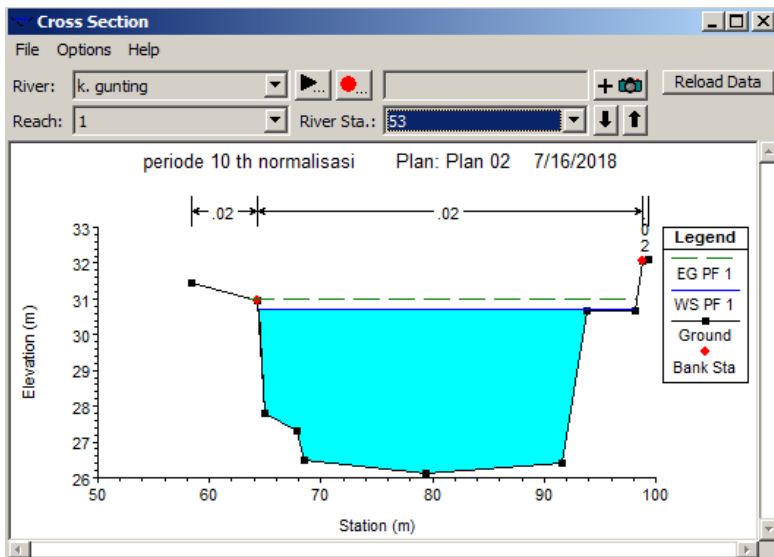 Cross Section
File Options Help
River: k. gunting ... ... + Reload Data
Reach: 1 River Sta.: 53
periode 10 th normalisasi Plan: Plan 02 7/16/2018
.02 .02 .02
33
32
31
30
29
28
27
26
50 60 70 80 90 100
Elevation (m)
Station (m)
Legend
EG PF 1
WS PF 1
Ground
Bank Sta